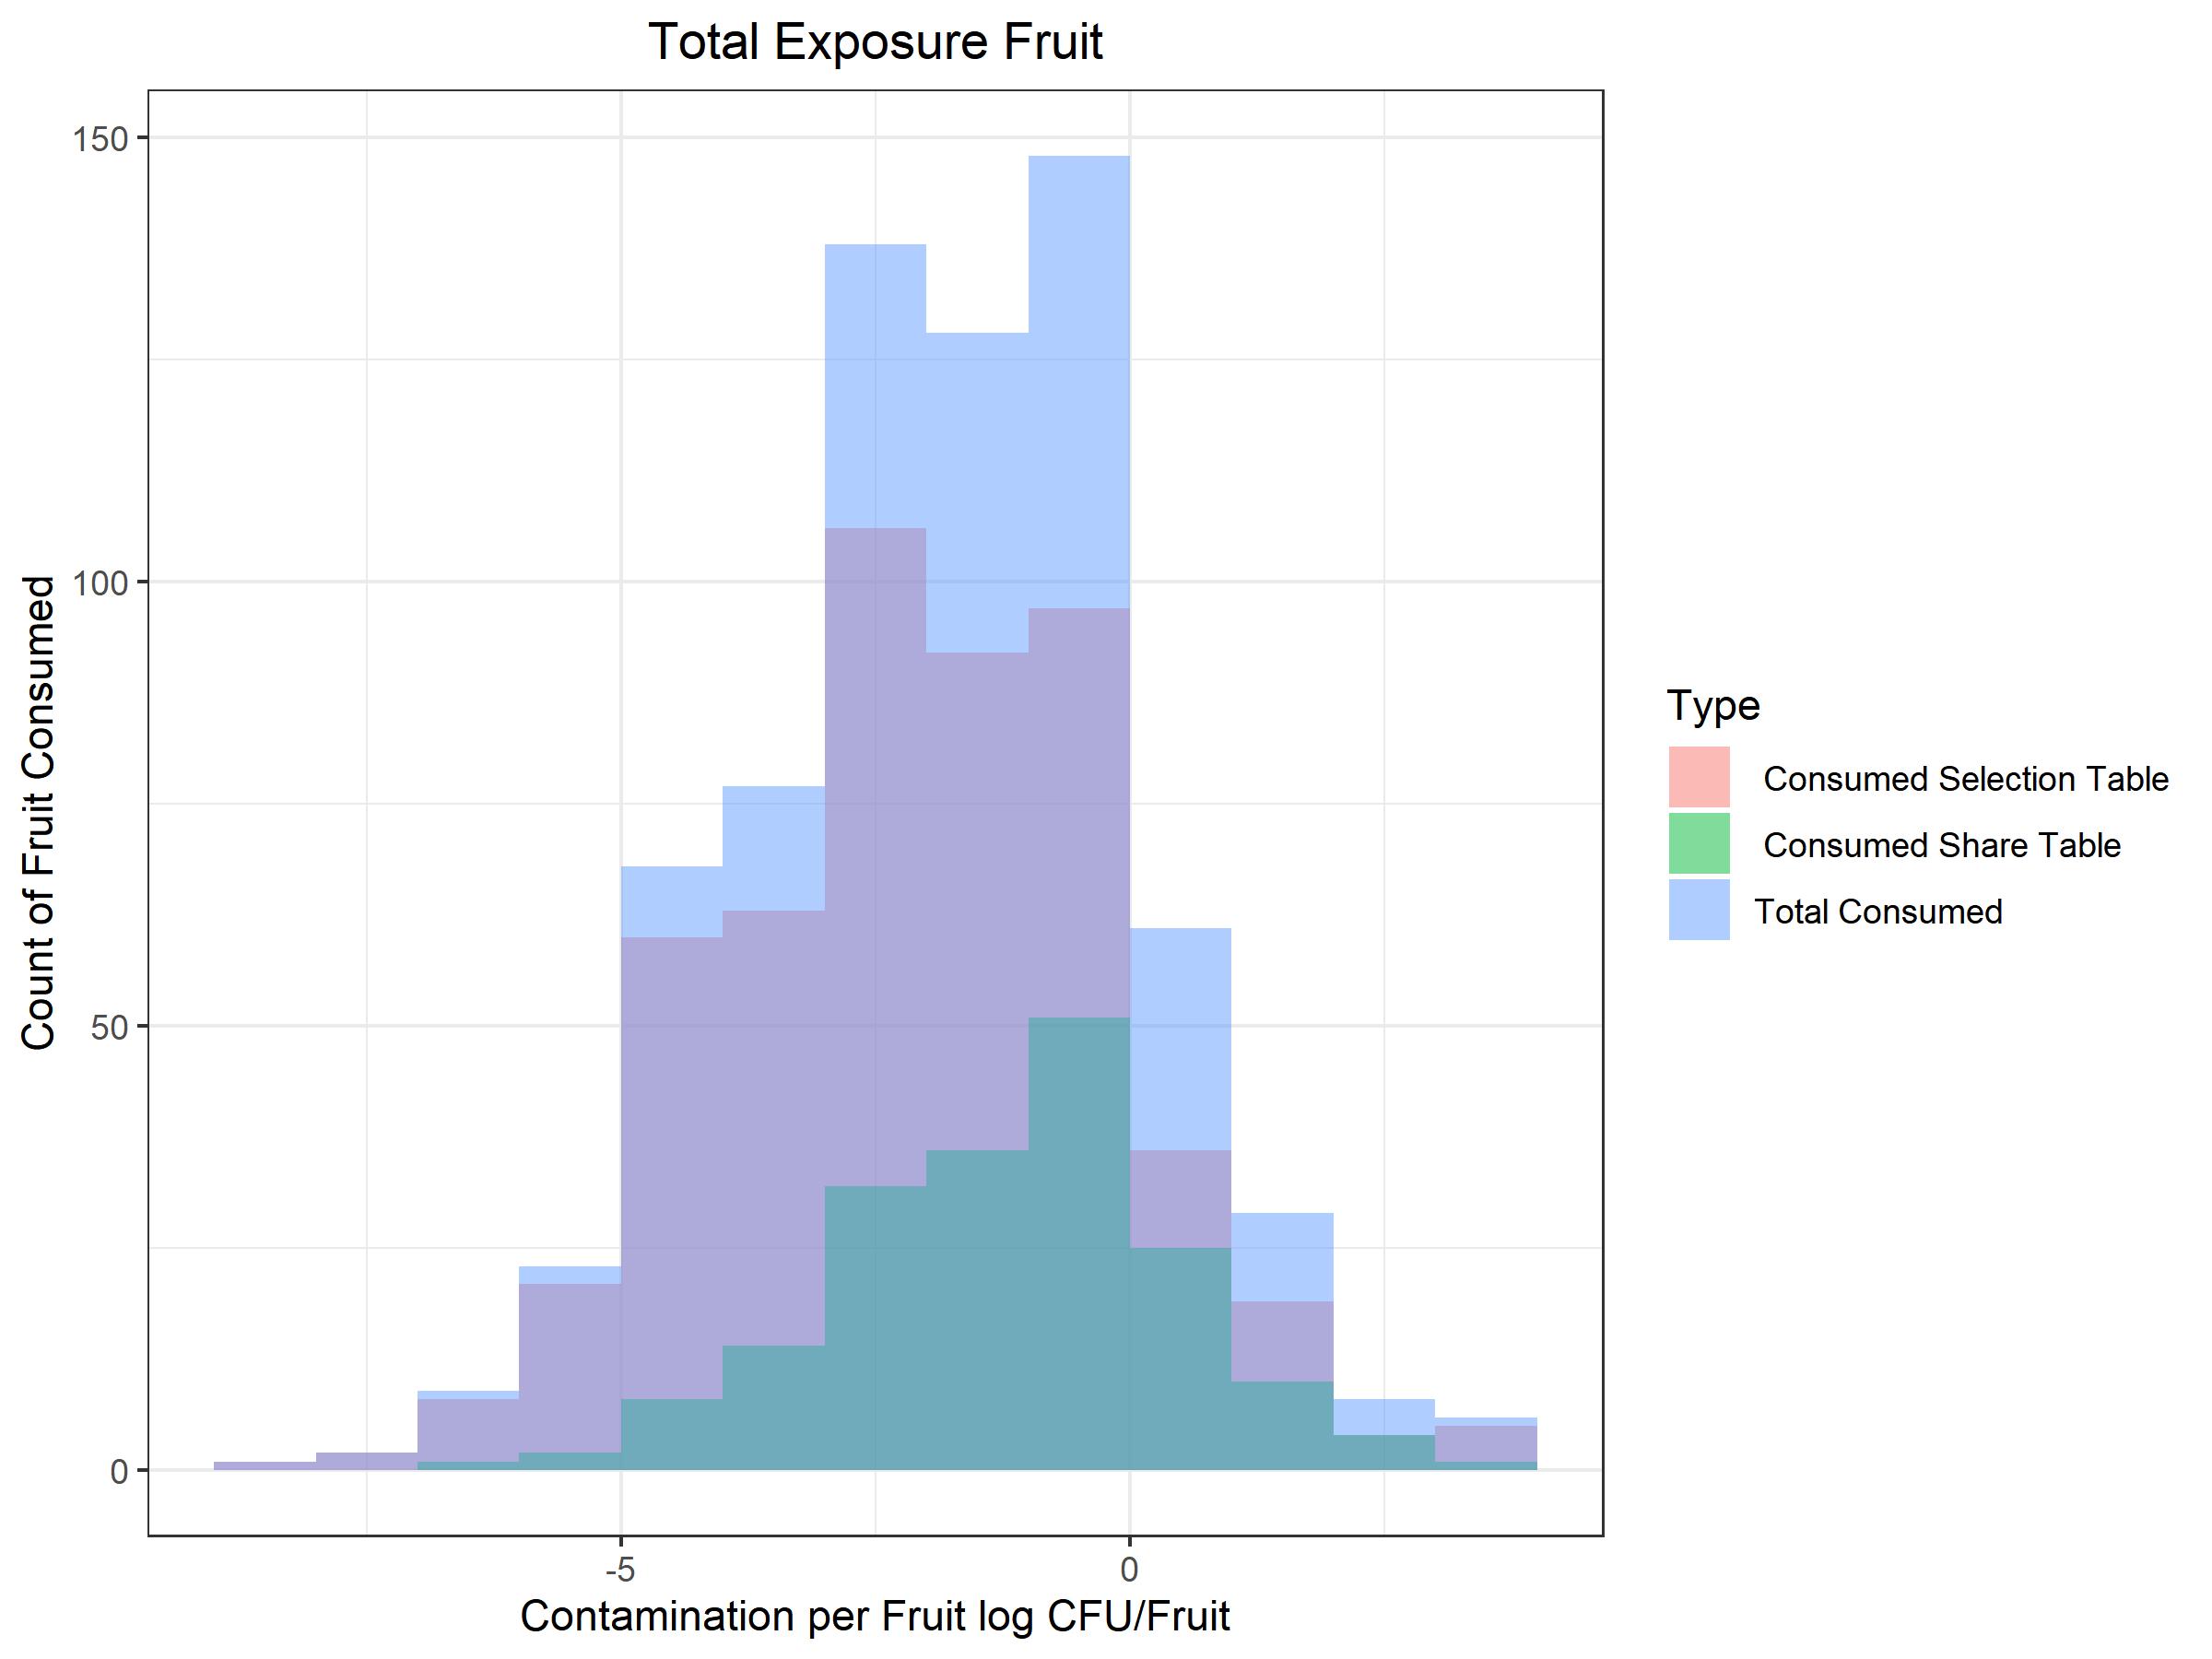 Total Exposure Fruit
150
100
50
0
Count of Fruit Consumed
-5
0
Contamination per Fruit log CFU/Fruit
Type
Consumed Selection Table
Consumed Share Table
Total Consumed